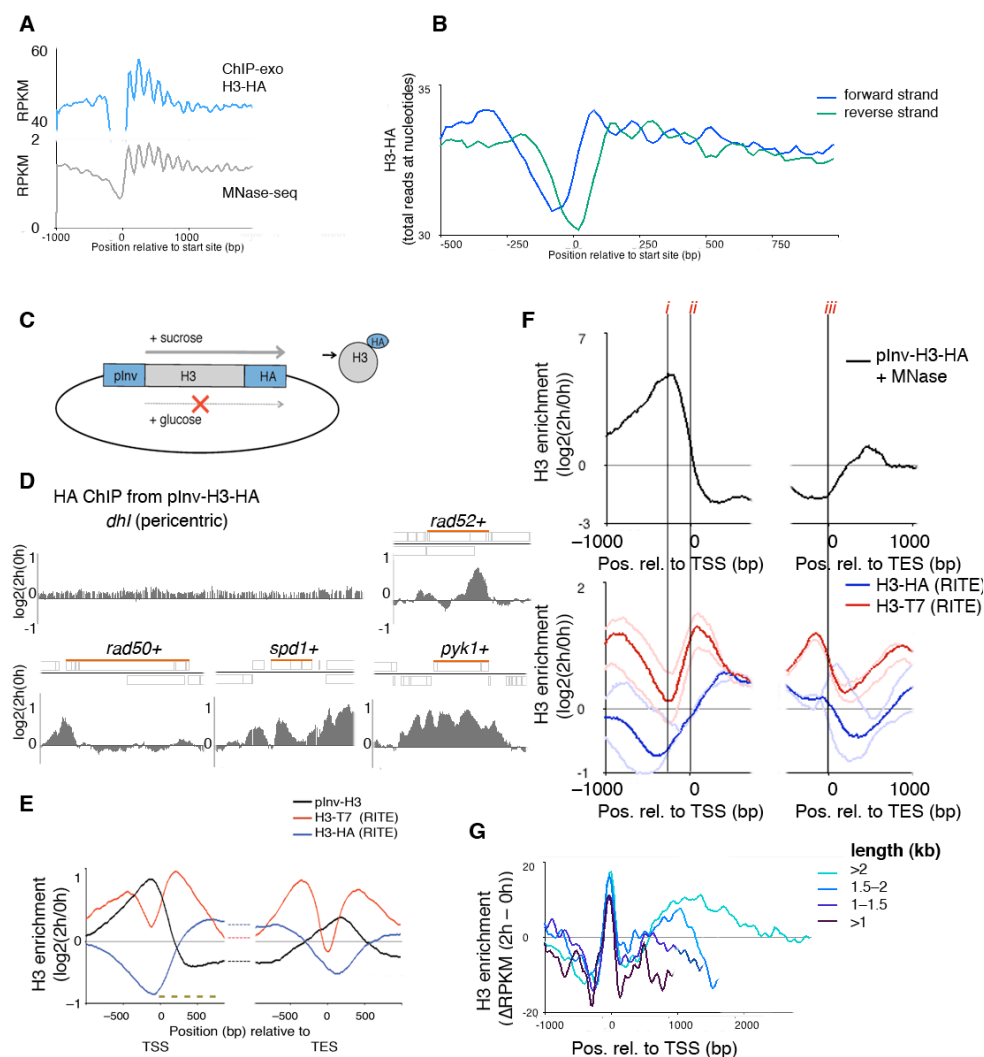 A
60
RPKM
40
ChIP-exo
H3-HA
2
RPKM
0
MNase-seq
-1000
0
1000
Position relative to start site (bp)
B
35
H3-HA
(total reads at nucleotides)
30
forward strand
reverse strand
-500
-250
0
250
500
750
Position relative to start site (bp)
C
+ sucrose
pInv
H3
HA
+ glucose
H3
HA
D
HA ChIP from pInv-H3-HA
dhI (pericentric)
rad52+
log2(2h(0h)
1
-1
1
0
-1
rad50+
spd1+
pyk1+
log2(2h(0h)
1
0
-1
1
0
1
0
E
pInv-H3
H3-T7 (RITE)
H3-HA (RITE)
H3 enrichment
(log2(2h/0h))
1
0
-1
-500
0
500
-500
0
500
Position (bp) relative to
TSS
TES
F
i
ii
iii
7
0
-3
H3 enrichment
(log2(2h/0h))
pInv-H3-HA
+ MNase
−1000
0
0
1000
Pos. rel. to TSS (bp)
Pos. rel. to TES (bp)
H3-HA (RITE)
H3-T7 (RITE)
2
0
-1
H3 enrichment
(log2(2h/0h))
−1000
0
0
1000
Pos. rel. to TSS (bp)
Pos. rel. to TES (bp)
G
length (kb)
>2
1.5–2
1–1.5
>1
20
0
-20
H3 enrichment
(ΔRPKM (2h – 0h))
-1000
0
1000
2000
Pos. rel. to TSS (bp)